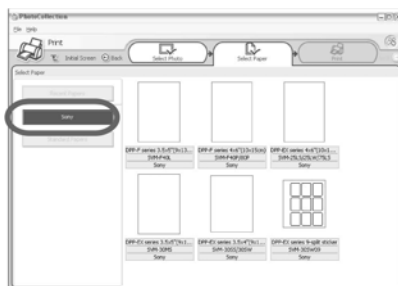 PhotoCollection
File Help
Print
Initial Screen Back
Select Photo
Select Paper
Print
Select Paper
Sony
DPP-F series 3.5x5"(9x13...
SVM-F40L
Sony
DPP-F series 4x6"(10x15cm)
SVM-F40P/80P
Sony
DPP-EX series 4x6"(10x1...
SVM-25LS/25LW/75LS
Sony
DPP-EX series 3.5x5"(9x1...
SVM-30MS
Sony
DPP-EX series 3.5x4"(9x1...
SVM-30SS/30SW
Sony
DPP-EX series 9-split sticker
SVM-30SW09
Sony